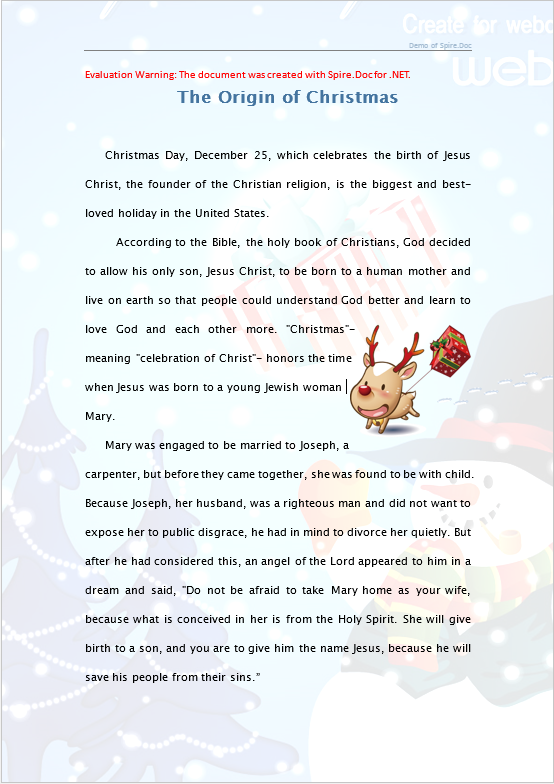 Create for webd
Demo of Spire.Doc
web
Evaluation Warning: The document was created with Spire.Doc for .NET.
The Origin of Christmas
Christmas Day, December 25, which celebrates the birth of Jesus
Christ, the founder of the Christian religion, is the biggest and best-
loved holiday in the United States.
According to the Bible, the holy book of Christians, God decided
to allow his only son, Jesus Christ, to be born to a human mother and
live on earth so that people could understand God better and learn to
love God and each other more. "Christmas"-
meaning "celebration of Christ"- honors the time
when Jesus was born to a young Jewish woman
Mary.
Mary was engaged to be married to Joseph, a
carpenter, but before they came together, she was found to be with child.
Because Joseph, her husband, was a righteous man and did not want to
expose her to public disgrace, he had in mind to divorce her quietly. But
after he had considered this, an angel of the Lord appeared to him in a
dream and said, "Do not be afraid to take Mary home as your wife,
because what is conceived in her is from the Holy Spirit. She will give
birth to a son, and you are to give him the name Jesus, because he will
save his people from their sins.”